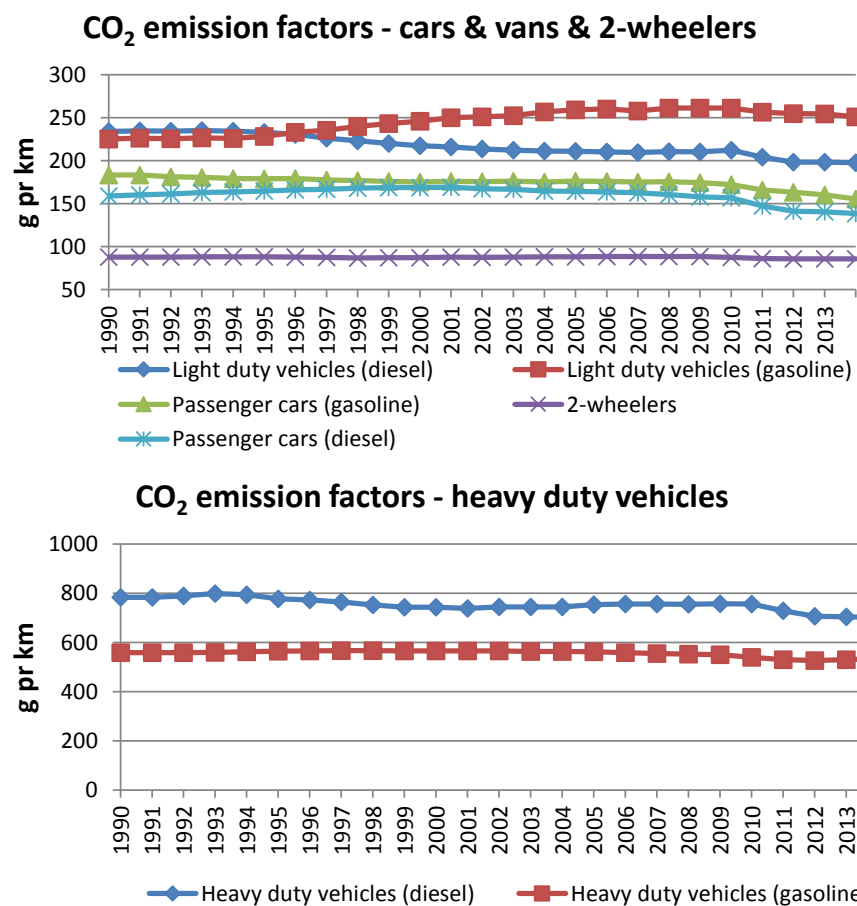 CO₂ emission factors - cars & vans & 2-wheelers
g pr km
300
250
200
150
100
50
1990 1991 1992 1993 1994 1995 1996 1997 1998 1999 2000 2001 2002 2003 2004 2005 2006 2007 2008 2009 2010 2011 2012 2013
Light duty vehicles (diesel) Light duty vehicles (gasoline)
Passenger cars (gasoline) 2-wheelers
Passenger cars (diesel)
CO₂ emission factors - heavy duty vehicles
g pr km
1000
800
600
400
200
0
1990 1991 1992 1993 1994 1995 1996 1997 1998 1999 2000 2001 2002 2003 2004 2005 2006 2007 2008 2009 2010 2011 2012 2013
Heavy duty vehicles (diesel) Heavy duty vehicles (gasoline